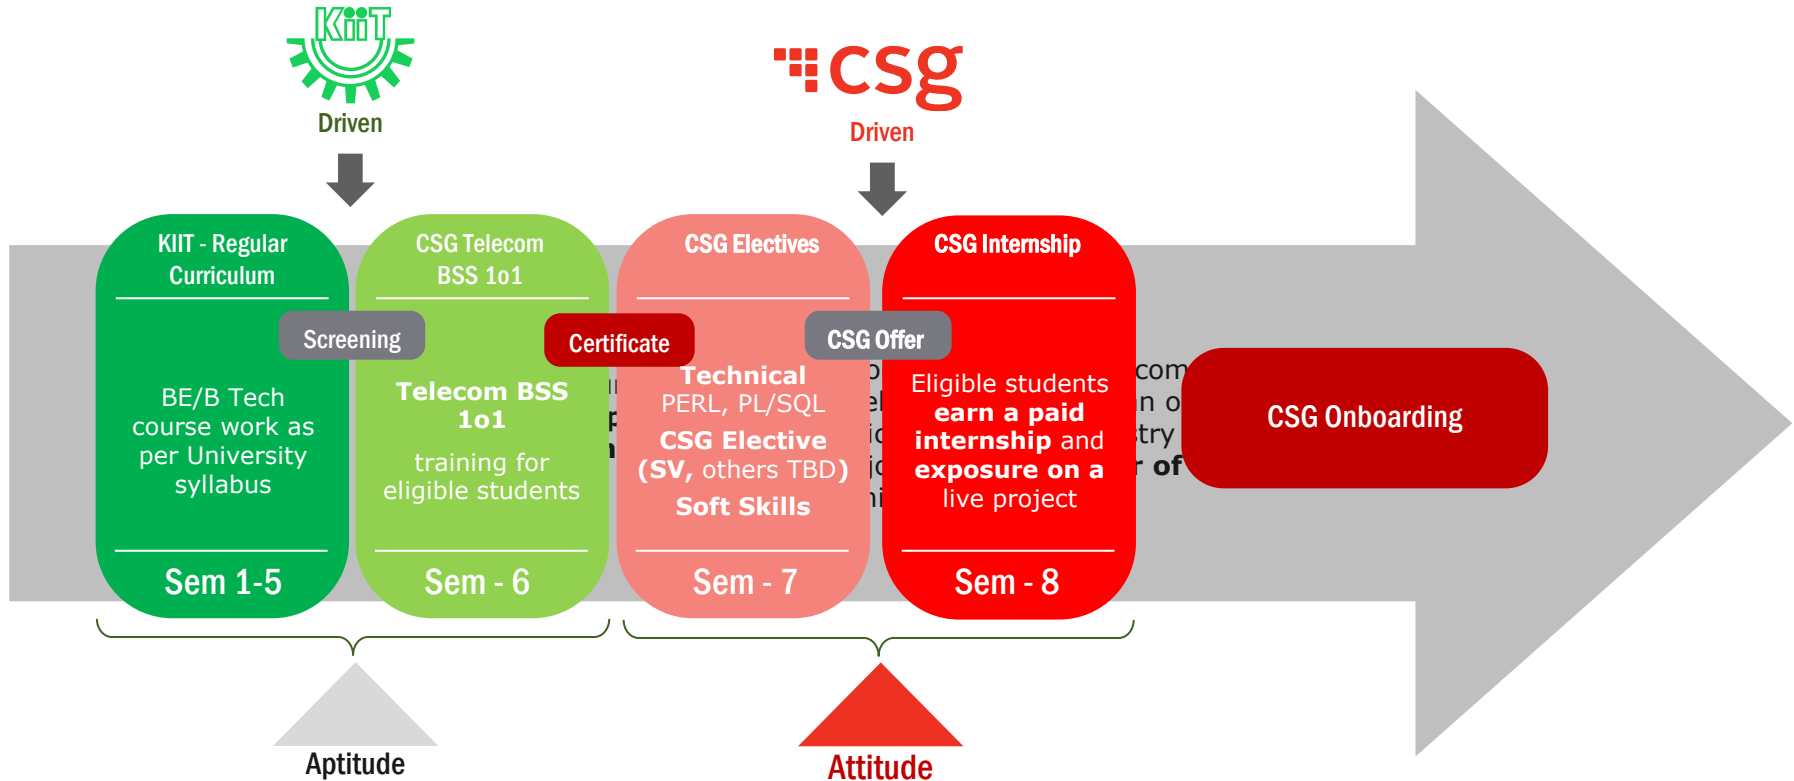 KiiT
Driven
csg
Driven
KIIT - Regular
Curriculum
CSG Telecom
BSS 1o1
CSG Electives
CSG Internship
Screening
Certificate
CSG Offer
BE/B Tech
course work as
per University
syllabus
Telecom BSS
1o1
training for
eligible students
Technical
PERL, PL/SQL
CSG Elective
(SV, others TBD)
Soft Skills
Eligible students
earn a paid
internship and
exposure on a
live project
com
n o
stry
r of
CSG Onboarding
Sem 1-5
Sem - 6
Sem - 7
Sem - 8
Aptitude
Attitude